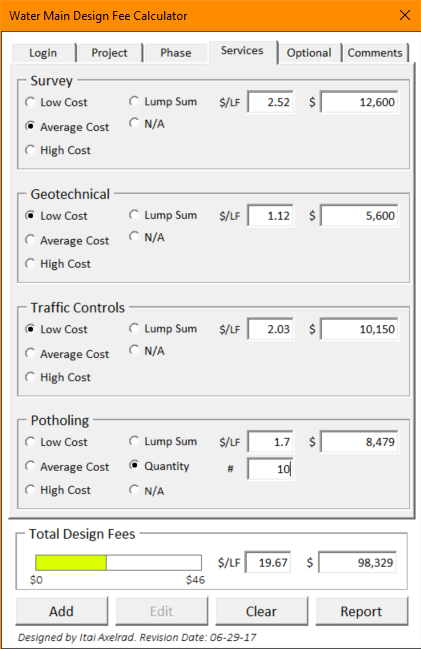 Water Main Design Fee Calculator
Login Project Phase Services Optional Comments
Survey
Low Cost Lump Sum $/LF 2.52 $ 12,600
Average Cost N/A
High Cost
Geotechnical
Low Cost Lump Sum $/LF 1.12 $ 5,600
Average Cost N/A
High Cost
Traffic Controls
Low Cost Lump Sum $/LF 2.03 $ 10,150
Average Cost N/A
High Cost
Potholing
Low Cost Lump Sum $/LF 1.7 $ 8,479
Average Cost Quantity # 10
High Cost N/A
Total Design Fees
$/LF 19.67 $ 98,329
$0 $46
Add Edit Clear Report
Designed by Itai Axelrad. Revision Date: 06-29-17